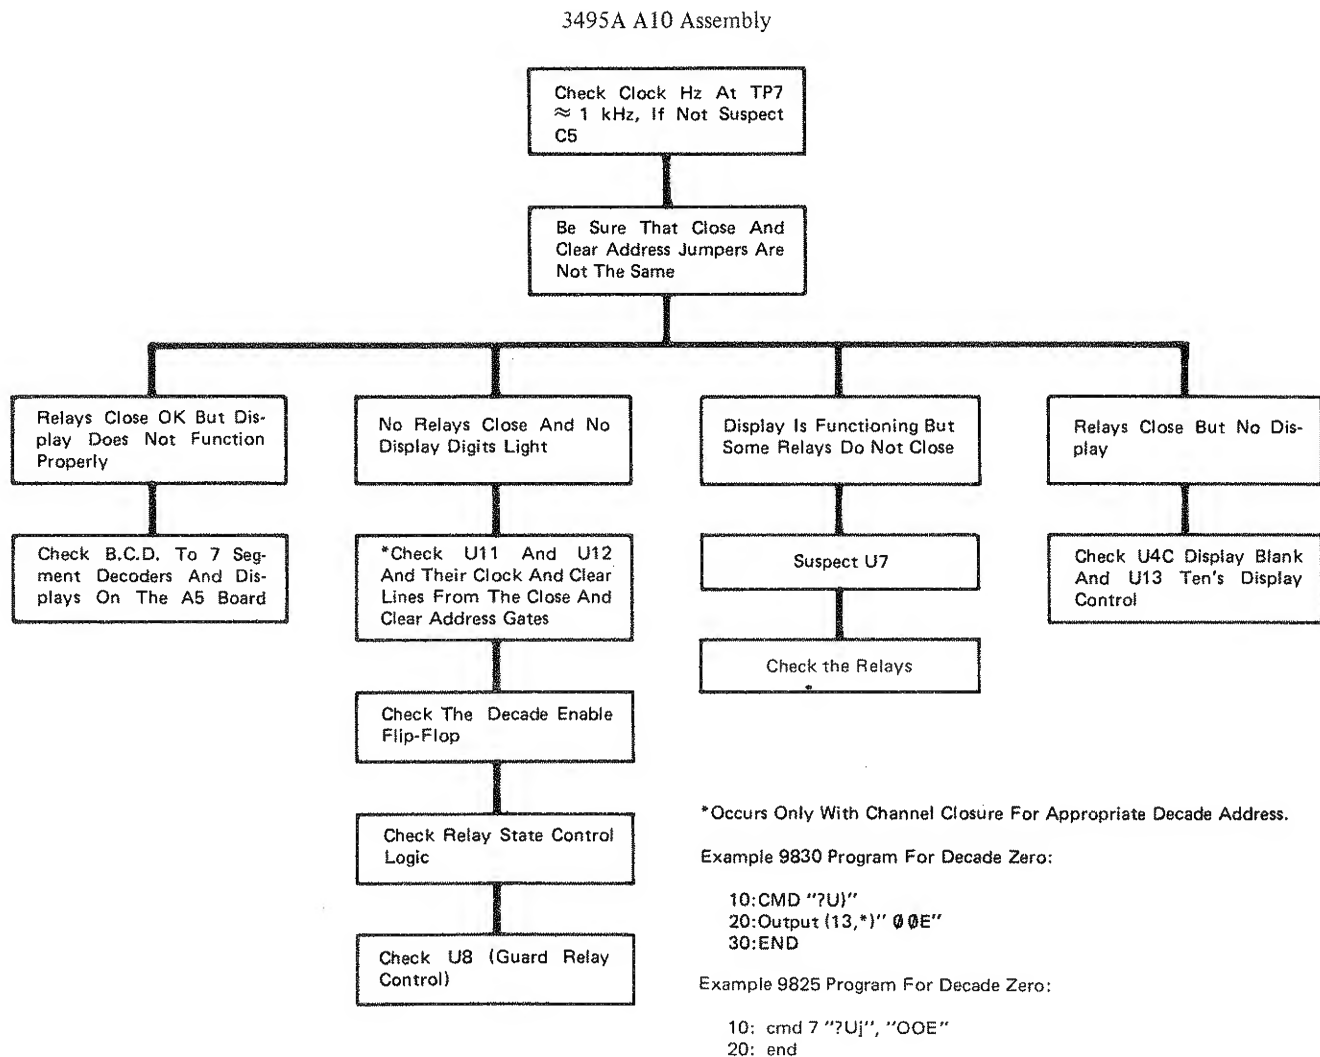 3495A A10 Assembly
Check Clock Hz At TP7
≈ 1 kHz, If Not Suspect
C5
Be Sure That Close And
Clear Address Jumpers Are
Not The Same
Relays Close OK But Dis-
play Does Not Function
Properly
Check B.C.D. To 7 Seg-
ment Decoders And Dis-
plays On The A5 Board
No Relays Close And No
Display Digits Light
*Check U11 And U12
And Their Clock And Clear
Lines From The Close And
Clear Address Gates
Check The Decade Enable
Flip-Flop
Check Relay State Control
Logic
Check U8 (Guard Relay
Control)
Display Is Functioning But
Some Relays Do Not Close
Suspect U7
Check the Relays
Relays Close But No Dis-
play
Check U4C Display Blank
And U13 Ten's Display
Control
*Occurs Only With Channel Closure For Appropriate Decade Address.
Example 9830 Program For Decade Zero:
10:CMD "?U)"
20:Output (13,*)" 0̸0̸E"
30:END
Example 9825 Program For Decade Zero:
10: cmd 7 "?Uj", "OOE"
20: end